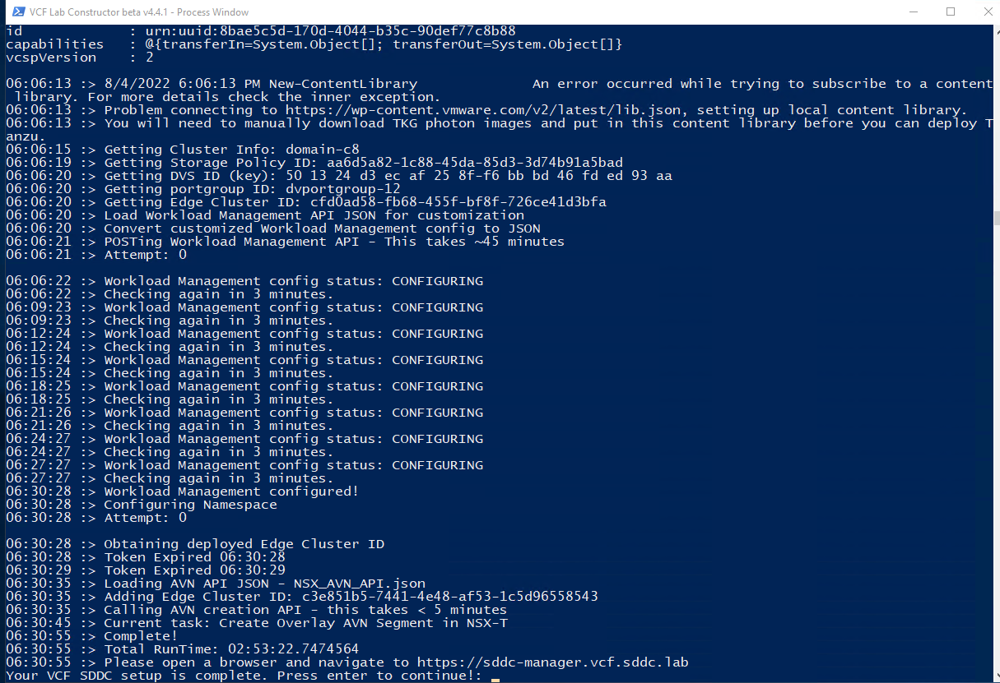 VCF Lab Constructor beta v4.4.1 - Process Window
id              : urn:uuid:8bae5c5d-170d-4044-b35c-90def77c8b88
capabilities   : @{transferIn=System.Object[]; transferOut=System.Object[]}
vcspVersion    : 2
06:06:13 :> 8/4/2022 6:06:13 PM New-ContentLibrary              An error occurred while trying to subscribe to a content
 library. For more details check the inner exception.
06:06:13 :> Problem connecting to https://wp-content.vmware.com/v2/latest/lib.json, setting up local content library.
06:06:13 :> You will need to manually download TKG photon images and put in this content library before you can deploy T
anzu.
06:06:15 :> Getting Cluster Info: domain-c8
06:06:19 :> Getting Storage Policy ID: aa6d5a82-1c88-45da-85d3-3d74b91a5bad
06:06:20 :> Getting DVS ID (key): 50 13 24 d3 ec af 25 8f-f6 bb bd 46 fd ed 93 aa
06:06:20 :> Getting portgroup ID: dvportgroup-12
06:06:20 :> Getting Edge Cluster ID: cfd0ad58-fb68-455f-bf8f-726ce41d3bfa
06:06:20 :> Load Workload Management API JSON for customization
06:06:20 :> Convert customized Workload Management config to JSON
06:06:21 :> POSTing Workload Management API - This takes ~45 minutes
06:06:21 :> Attempt: 0
06:06:22 :> Workload Management config status: CONFIGURING
06:06:22 :> Checking again in 3 minutes.
06:09:23 :> Workload Management config status: CONFIGURING
06:09:23 :> Checking again in 3 minutes.
06:12:24 :> Workload Management config status: CONFIGURING
06:12:24 :> Checking again in 3 minutes.
06:15:24 :> Workload Management config status: CONFIGURING
06:15:24 :> Checking again in 3 minutes.
06:18:25 :> Workload Management config status: CONFIGURING
06:18:25 :> Checking again in 3 minutes.
06:21:26 :> Workload Management config status: CONFIGURING
06:21:26 :> Checking again in 3 minutes.
06:24:27 :> Workload Management config status: CONFIGURING
06:24:27 :> Checking again in 3 minutes.
06:27:27 :> Workload Management config status: CONFIGURING
06:27:27 :> Checking again in 3 minutes.
06:30:28 :> Workload Management configured!
06:30:28 :> Configuring Namespace
06:30:28 :> Attempt: 0
06:30:28 :> Obtaining deployed Edge Cluster ID
06:30:28 :> Token Expired 06:30:28
06:30:29 :> Token Expired 06:30:29
06:30:35 :> Loading AVN API JSON - NSX_AVN_API.json
06:30:35 :> Adding Edge Cluster ID: c3e851b5-7441-4e48-af53-1c5d96558543
06:30:35 :> Calling AVN creation API - this takes < 5 minutes
06:30:45 :> Current task: Create Overlay AVN Segment in NSX-T
06:30:55 :> Complete!
06:30:55 :> Total RunTime: 02:53:22.7474564
06:30:55 :> Please open a browser and navigate to https://sddc-manager.vcf.sddc.lab
Your VCF SDDC setup is complete. Press enter to continue!: